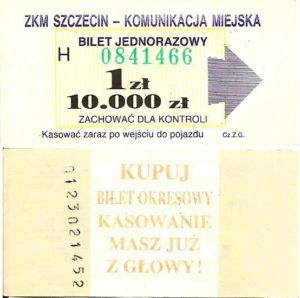 ZKM SZCZECIN - KOMUNIKACJA MIEJSKA
BILET JEDNORAZOWY
H 0841466
1 zł
10.000 zł
ZACHOWAĆ DLA KONTROLI
Kasować zaraz po wejściu do pojazdu Cz.Z.G.
0123021452
KUPUJ
BILET OKRESOWY
KASOWANIE
MASZ JUŻ
Z GŁOWY!